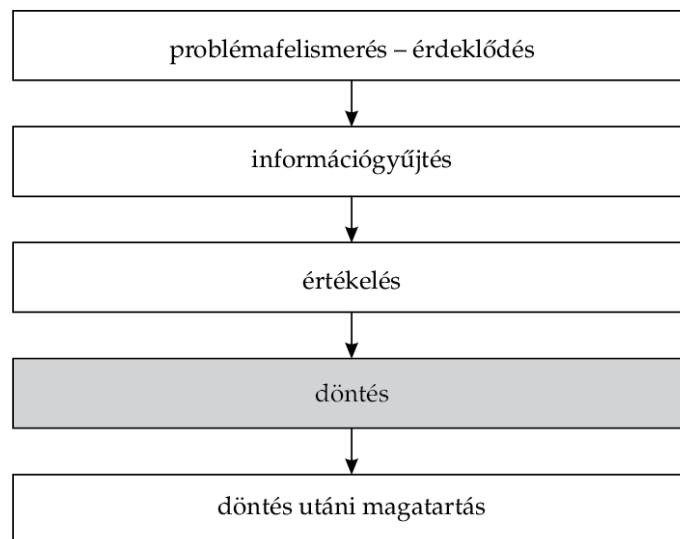 problémafelismerés – érdeklődés
információgyűjtés
értékelés
döntés
döntés utáni magatartás